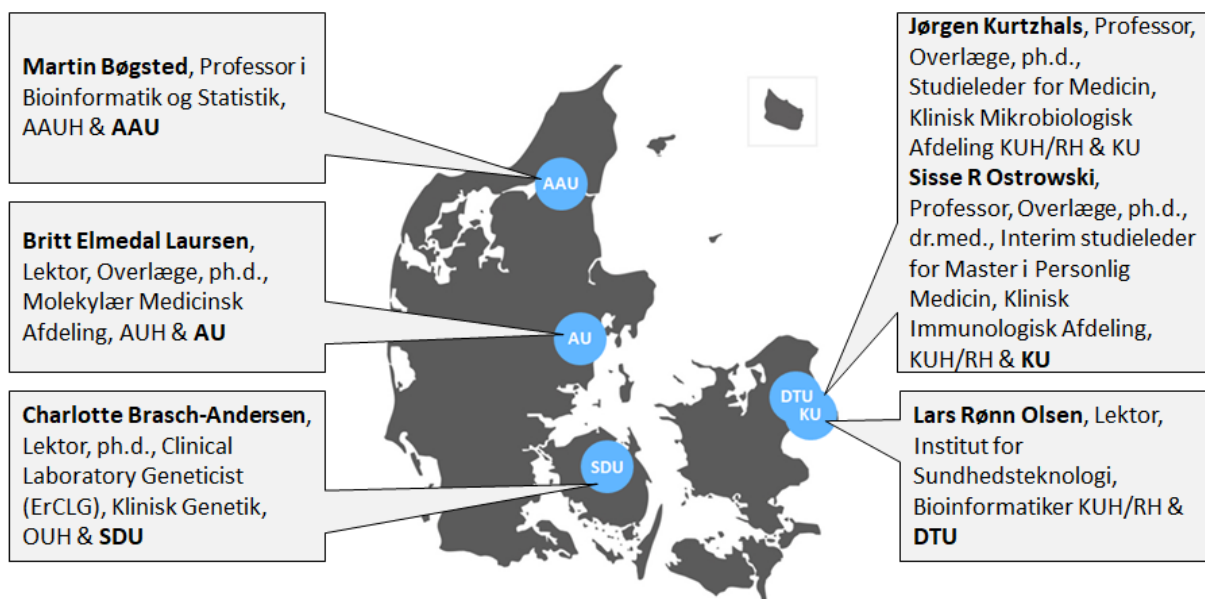 Martin Bøgsted, Professor i
Bioinformatik og Statistik,
AAUH & AAU
Britt Elmedal Laursen,
Lektor, Overlæge, ph.d.,
Molekylær Medicinsk
Afdeling, AUH & AU
Charlotte Brasch-Andersen,
Lektor, ph.d., Clinical
Laboratory Geneticist
(ErCLG), Klinisk Genetik,
OUH & SDU
AAU
AU
SDU
DTU
KU
Jørgen Kurtzhals, Professor,
Overlæge, ph.d.,
Studieleder for Medicin,
Klinisk Mikrobiologisk
Afdeling KUH/RH & KU
Sisse R Ostrowski,
Professor, Overlæge, ph.d.,
dr.med., Interim studieleder
for Master i Personlig
Medicin, Klinisk
Immunologisk Afdeling,
KUH/RH & KU
Lars Rønn Olsen, Lektor,
Institut for
Sundhedsteknologi,
Bioinformatiker KUH/RH &
DTU